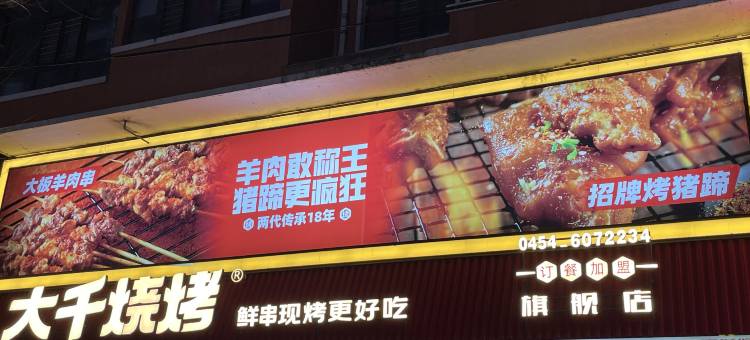 大板羊肉串
羊肉敢称王
猪蹄更疯狂
两代传承18年
招牌烤猪蹄
0454-6072234
订餐加盟
大千烧烤®
鲜串现烤更好吃
旗舰店